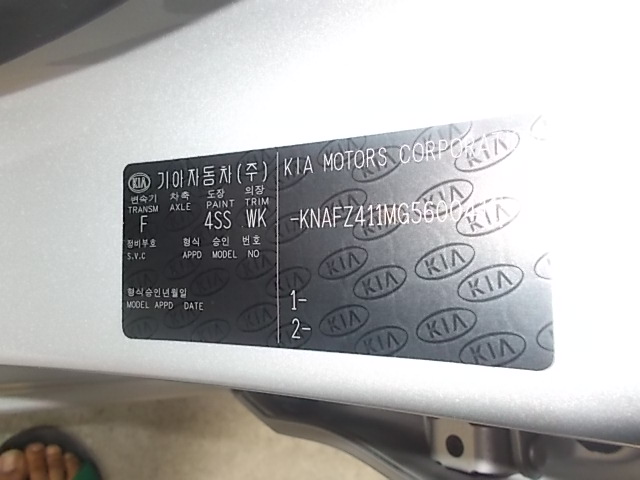 KIA 기아자동차(주)
변속기 차축 도장 의장
TRANSM AXLE PAINT TRIM
F 4SS WK
정비부호 형식 승인 번호
S.V.C APPD MODEL NO
형식승인년월일
MODEL APPD DATE
KIA MOTORS
1-
2-